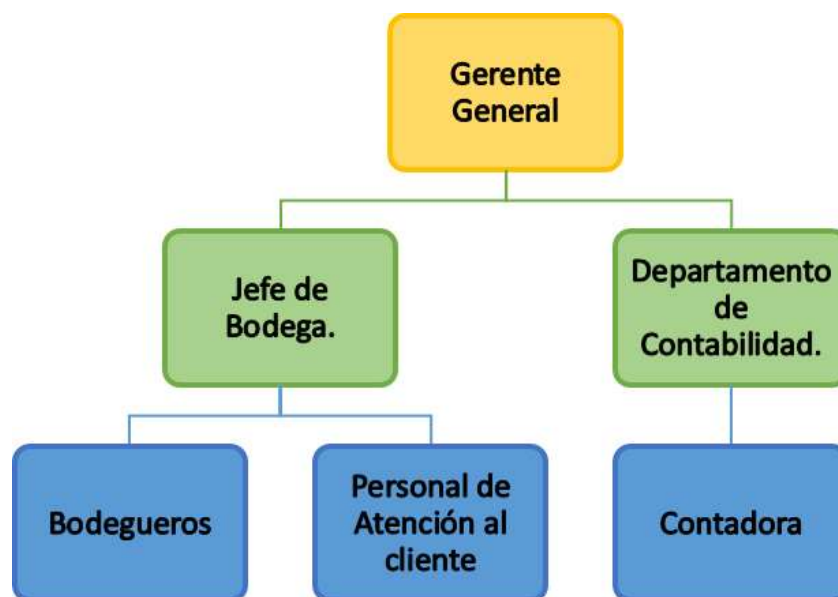 Gerente
General
Jefe de
Bodega.
Departamento
de
Contabilidad.
Bodegueros
Personal de
Atención al
cliente
Contadora